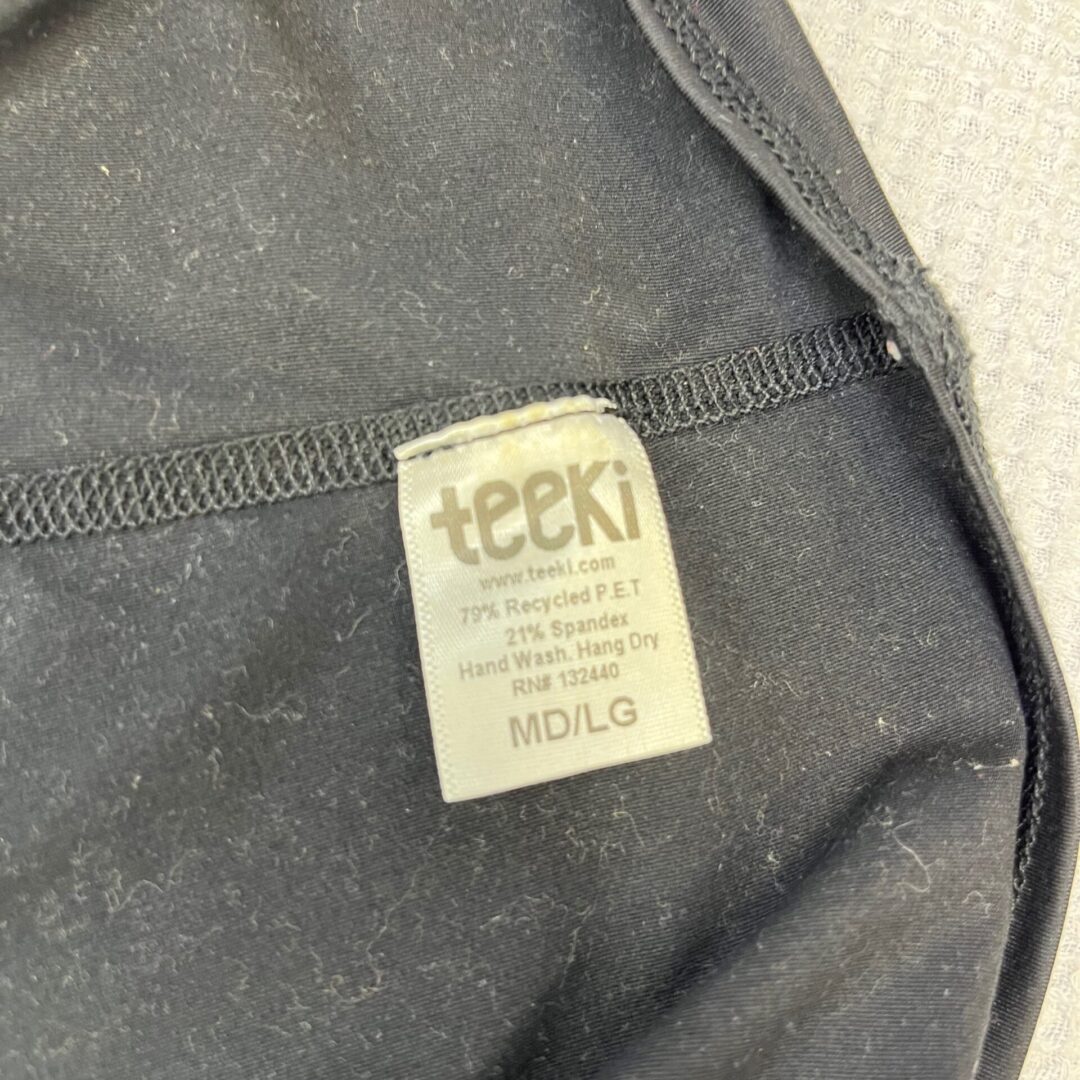 teeki
www.teeki.com
79% Recycled P.E.T
21% Spandex
Hand Wash. Hang Dry
RN# 132440
MD/LG